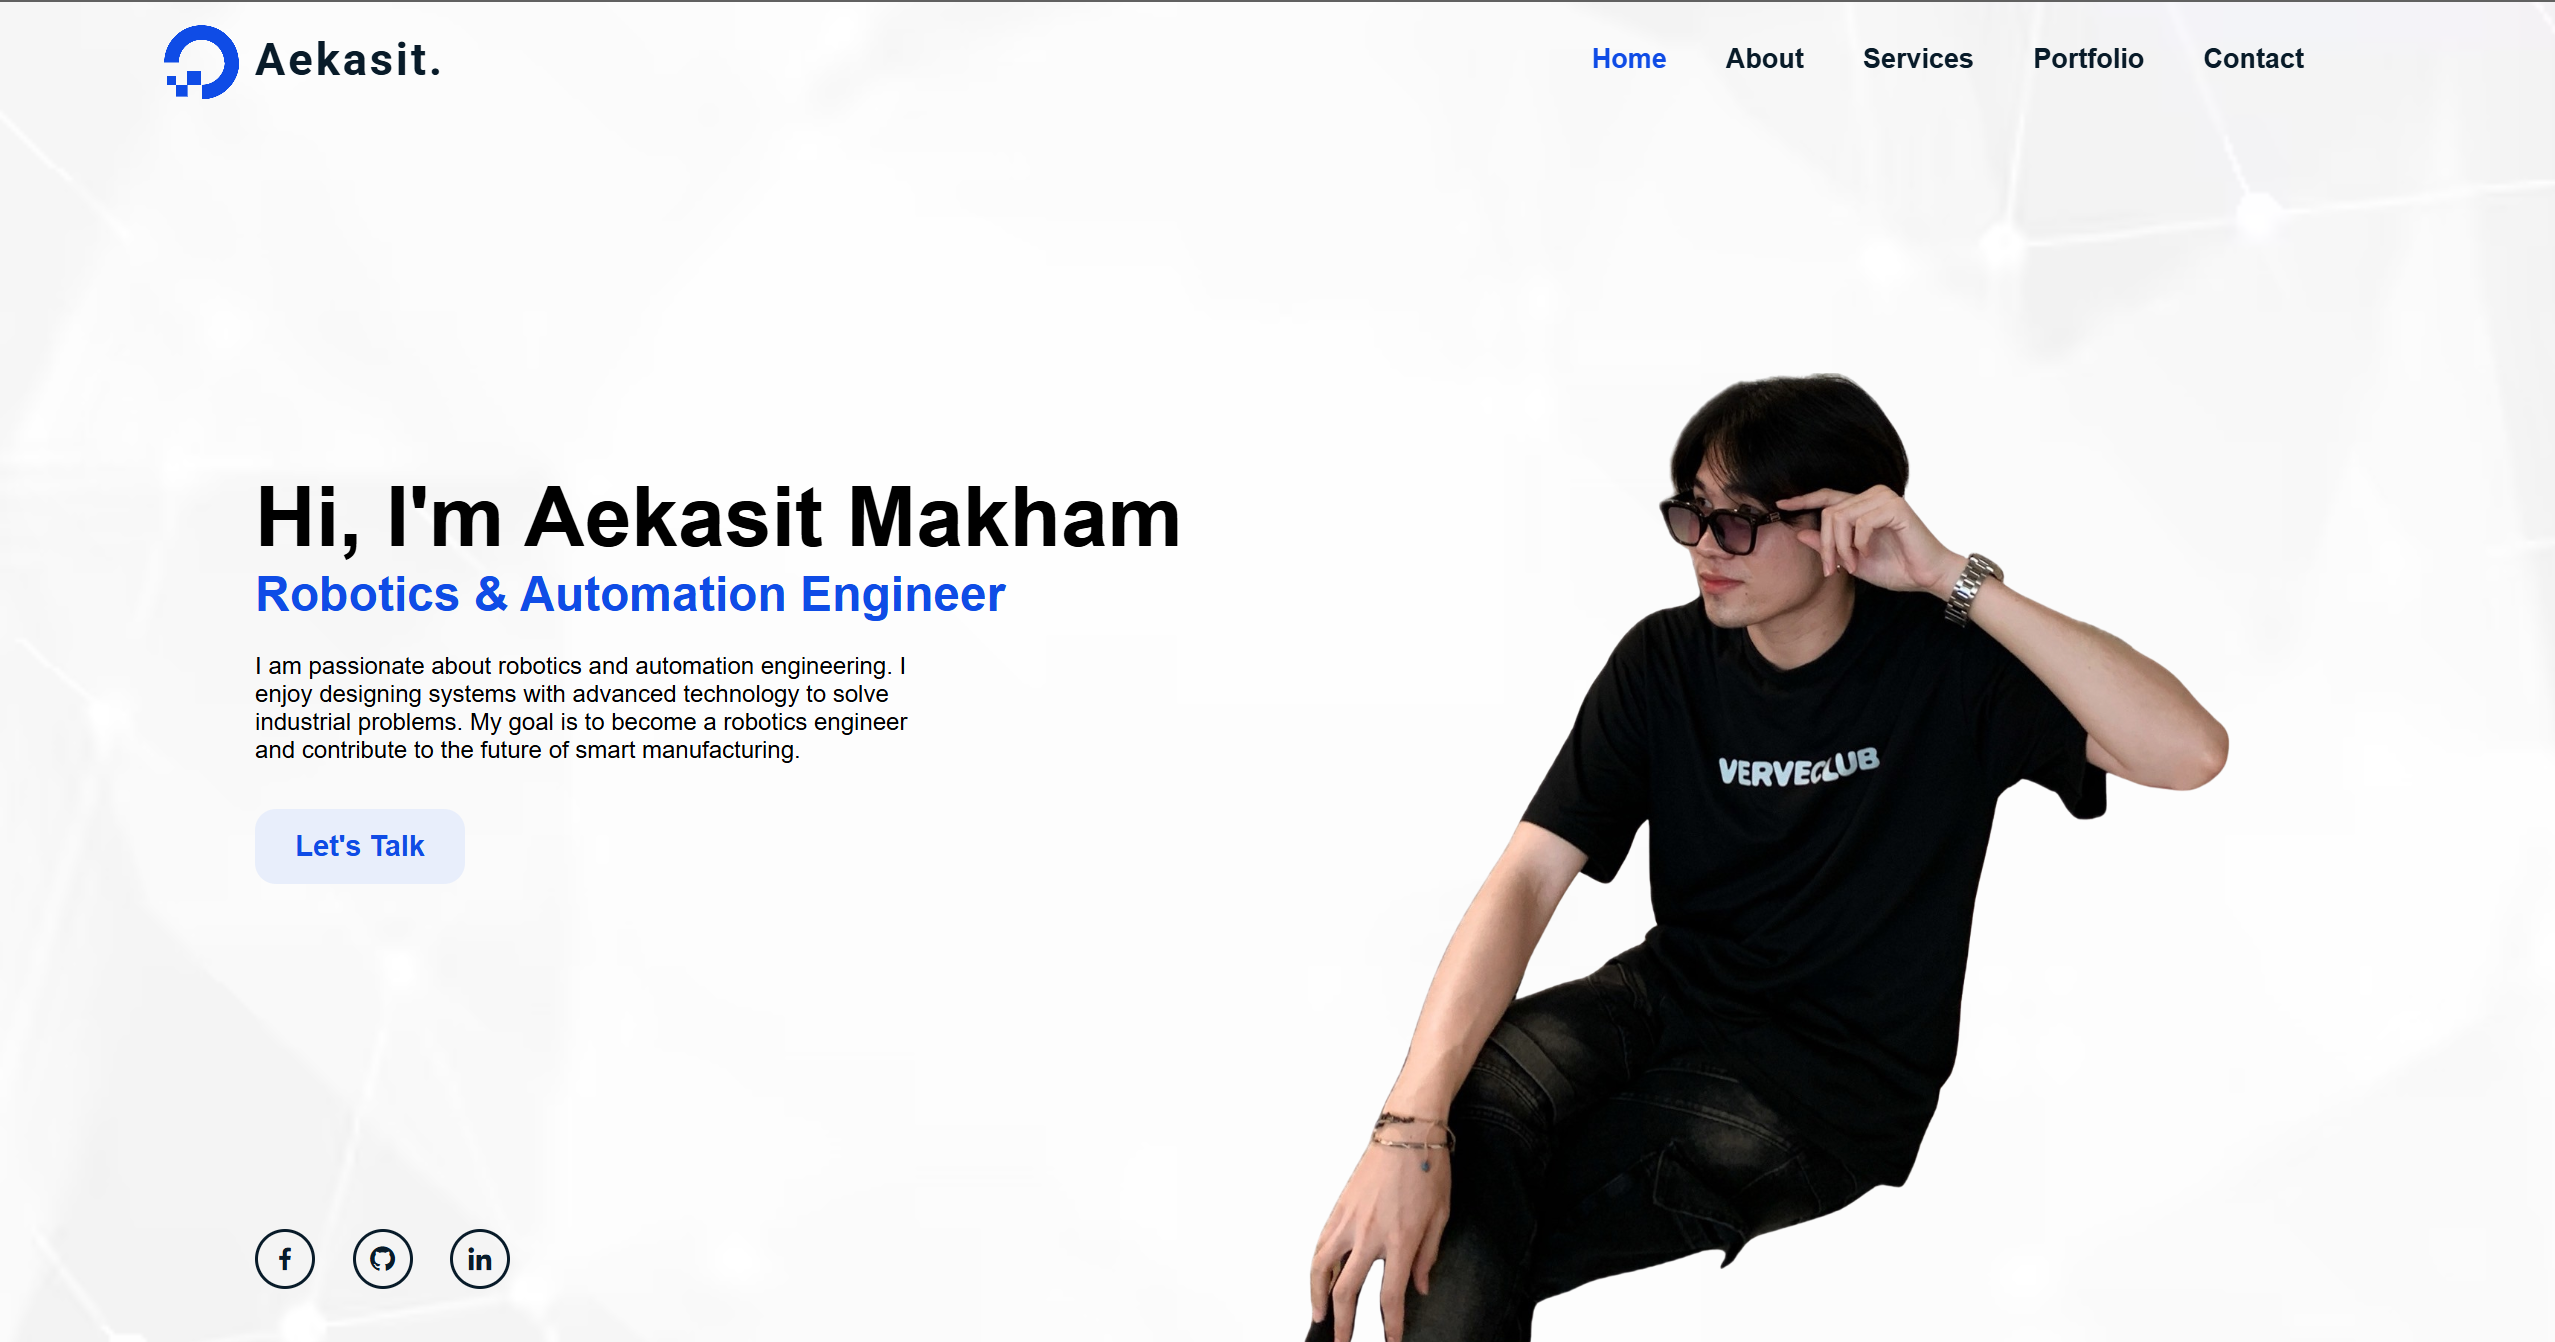 Aekasit.
Home About Services Portfolio Contact
Hi, I'm Aekasit Makham
Robotics & Automation Engineer
I am passionate about robotics and automation engineering. I
enjoy designing systems with advanced technology to solve
industrial problems. My goal is to become a robotics engineer
and contribute to the future of smart manufacturing.
Let's Talk
VERVECLUB
f
in